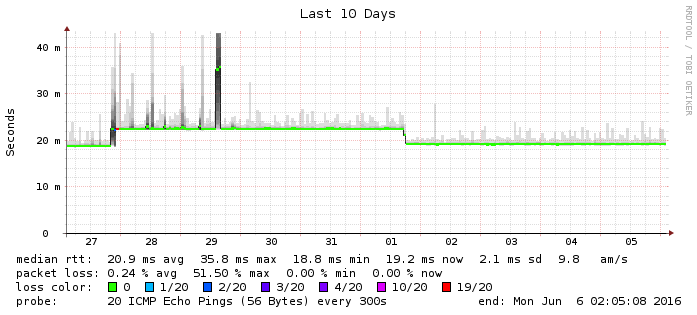 Last 10 Days
RRDTOOL / TOBI OETIKER
Seconds
40 m
30 m
20 m
10 m
0
27 28 29 30 31 01 02 03 04 05
median rtt: 20.9 ms avg 35.8 ms max 18.8 ms min 19.2 ms now 2.1 ms sd 9.8 am/s
packet loss: 0.24 % avg 51.50 % max 0.00 % min 0.00 % now
loss color: 0 1/20 2/20 3/20 4/20 10/20 19/20
probe: 20 ICMP Echo Pings (56 Bytes) every 300s end: Mon Jun 6 02:05:08 2016